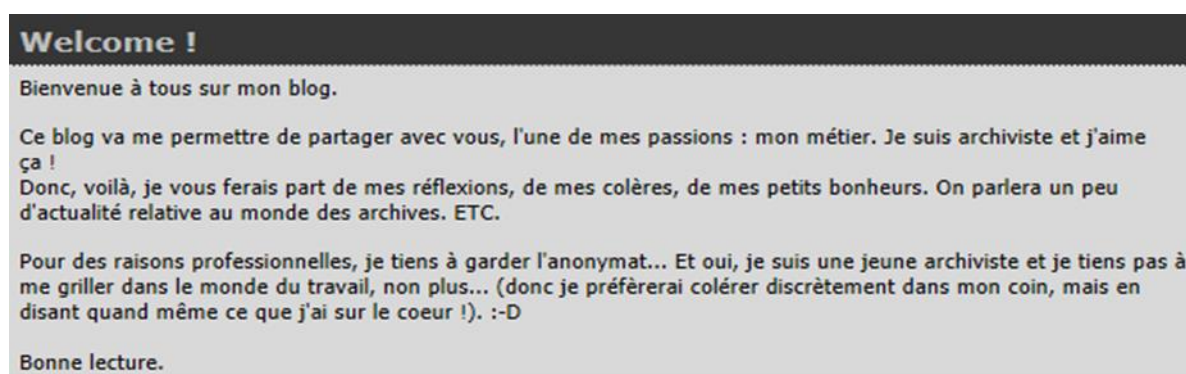 Welcome !
Bienvenue à tous sur mon blog.
Ce blog va me permettre de partager avec vous, l'une de mes passions : mon métier. Je suis archiviste et j'aime
ça !
Donc, voilà, je vous ferais part de mes réflexions, de mes colères, de mes petits bonheurs. On parlera un peu
d'actualité relative au monde des archives. ETC.
Pour des raisons professionnelles, je tiens à garder l'anonymat... Et oui, je suis une jeune archiviste et je tiens pas à
me griller dans le monde du travail, non plus... (donc je préfèrerai colérer discrètement dans mon coin, mais en
disant quand même ce que j'ai sur le coeur !). :-D
Bonne lecture.